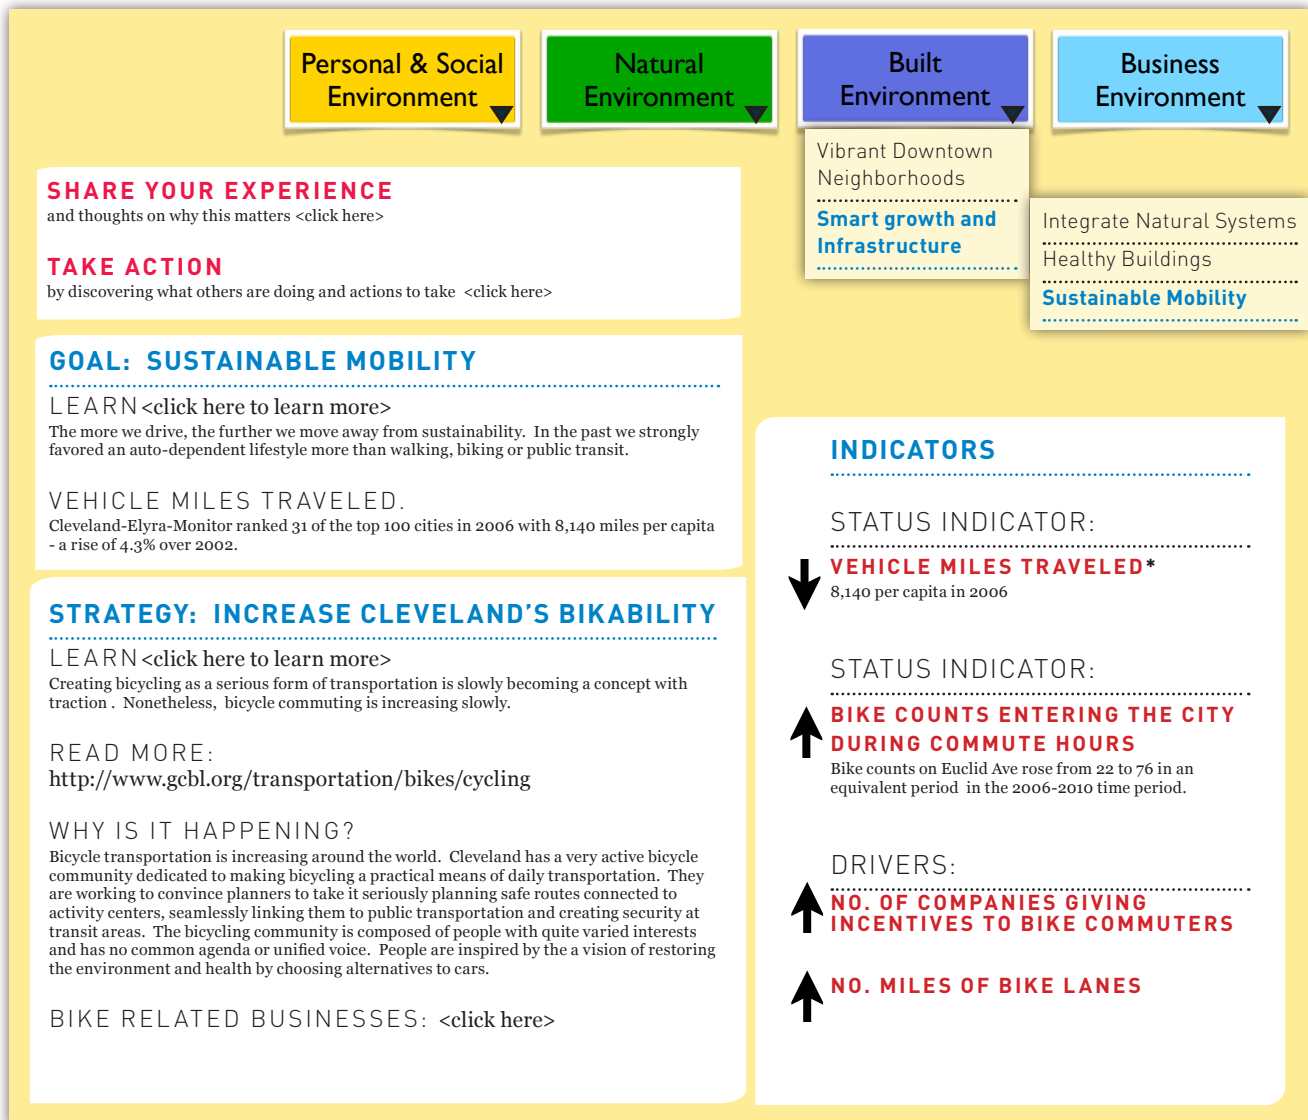 Personal & Social
Environment
Natural
Environment
Built
Environment
Business
Environment
Vibrant Downtown
Neighborhoods
Smart growth and
Infrastructure
Integrate Natural Systems
Healthy Buildings
Sustainable Mobility
SHARE YOUR EXPERIENCE
and thoughts on why this matters <click here>
TAKE ACTION
by discovering what others are doing and actions to take <click here>
GOAL: SUSTAINABLE MOBILITY
LEARN<click here to learn more>
The more we drive, the further we move away from sustainability. In the past we strongly
favored an auto-dependent lifestyle more than walking, biking or public transit.
VEHICLE MILES TRAVELED.
Cleveland-Elyra-Monitor ranked 31 of the top 100 cities in 2006 with 8,140 miles per capita
- a rise of 4.3% over 2002.
STRATEGY: INCREASE CLEVELAND'S BIKABILITY
LEARN<click here to learn more>
Creating bicycling as a serious form of transportation is slowly becoming a concept with
traction . Nonetheless, bicycle commuting is increasing slowly.
READ MORE:
http://www.gcbl.org/transportation/bikes/cycling
WHY IS IT HAPPENING?
Bicycle transportation is increasing around the world. Cleveland has a very active bicycle
community dedicated to making bicycling a practical means of daily transportation. They
are working to convince planners to take it seriously planning safe routes connected to
activity centers, seamlessly linking them to public transportation and creating security at
transit areas. The bicycling community is composed of people with quite varied interests
and has no common agenda or unified voice. People are inspired by the a vision of restoring
the environment and health by choosing alternatives to cars.
BIKE RELATED BUSINESSES: <click here>
INDICATORS
STATUS INDICATOR:
VEHICLE MILES TRAVELED*
8,140 per capita in 2006
STATUS INDICATOR:
BIKE COUNTS ENTERING THE CITY
DURING COMMUTE HOURS
Bike counts on Euclid Ave rose from 22 to 76 in an
equivalent period in the 2006-2010 time period.
DRIVERS:
NO. OF COMPANIES GIVING
INCENTIVES TO BIKE COMMUTERS
NO. MILES OF BIKE LANES